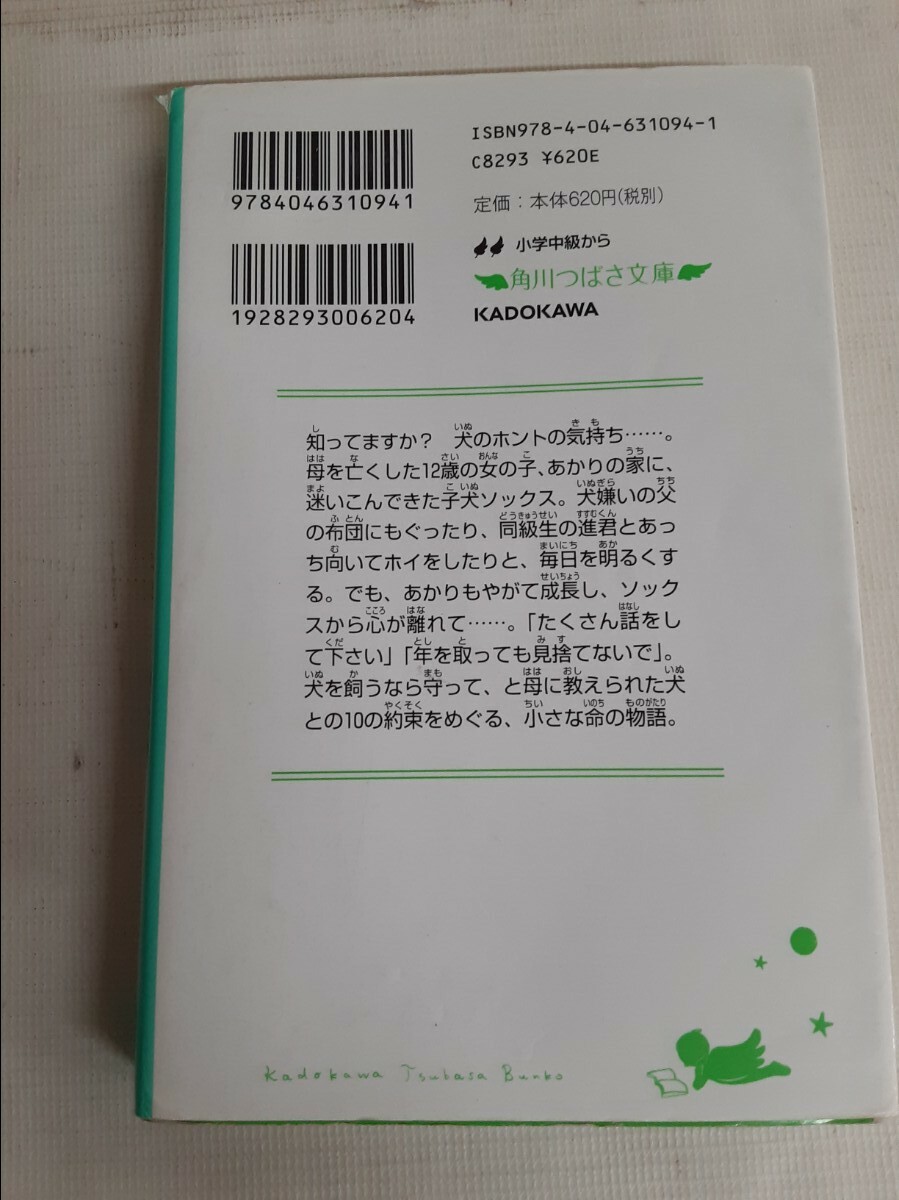 ISBN978-4-04-631094-1
C8293 ¥620E
9784046310941
定価：本体620円(税別)
小学中級から
角川つばさ文庫
KADOKAWA
1928293006204
知ってますか？　犬のホントの気持ち……。
母を亡くした12歳の女の子、あかりの家に、
迷いこんできた子犬ソックス。犬嫌いの父
の布団にもぐったり、同級生の進君とあっ
ち向いてホイをしたりと、毎日を明るくす
る。でも、あかりもやがて成長し、ソック
スから心が離れて……。「たくさん話をし
て下さい」「年を取っても見捨てないで」。
犬を飼うなら守って、と母に教えられた犬
との10の約束をめぐる、小さな命の物語。
Kadokawa Tsubasa Bunko